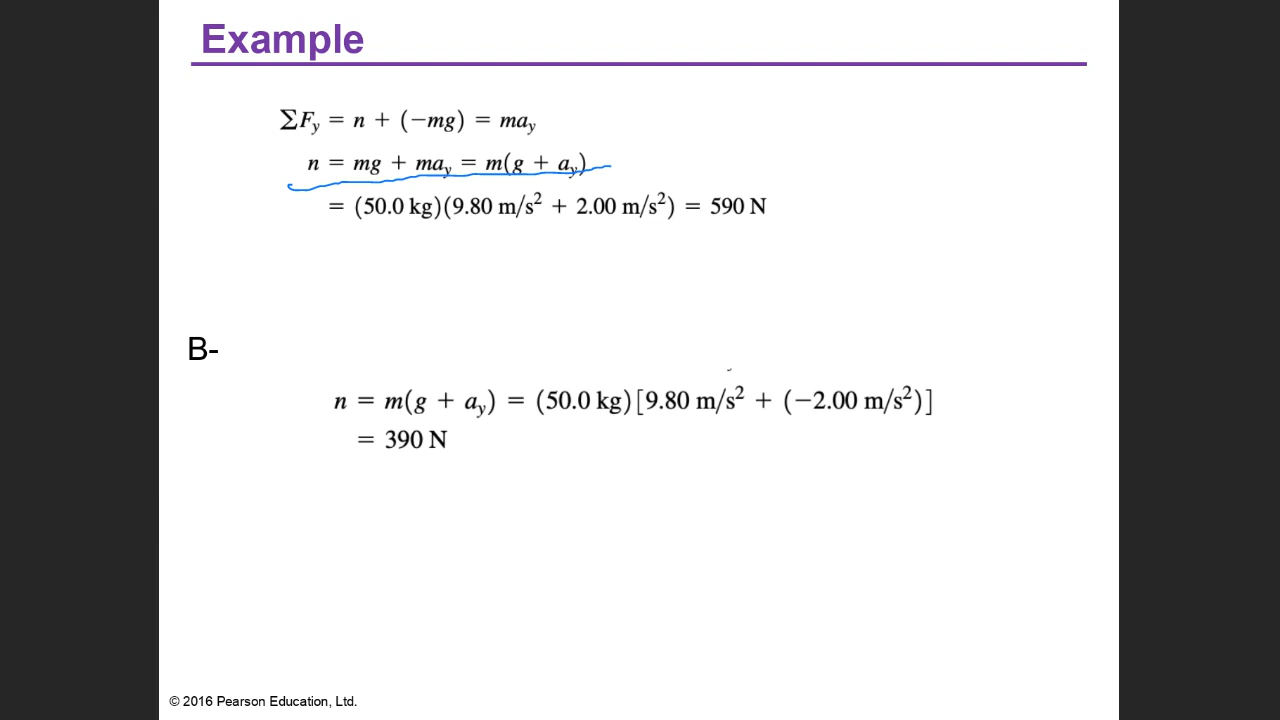 Example
ΣF_y = n + (−mg) = ma_y
n = mg + ma_y = m(g + a_y)
= (50.0 kg)(9.80 m/s² + 2.00 m/s²) = 590 N
B-
n = m(g + a_y) = (50.0 kg)[9.80 m/s² + (−2.00 m/s²)]
= 390 N
© 2016 Pearson Education, Ltd.